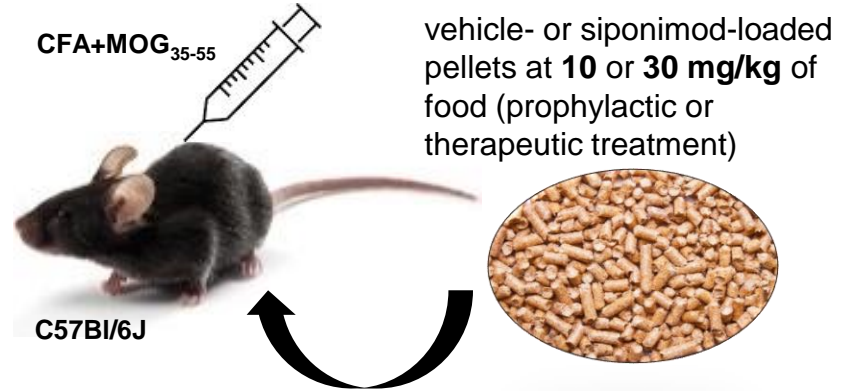 CFA+MOG35-55
vehicle- or siponimod-loaded
pellets at 10 or 30 mg/kg of
food (prophylactic or
therapeutic treatment)
C57Bl/6J